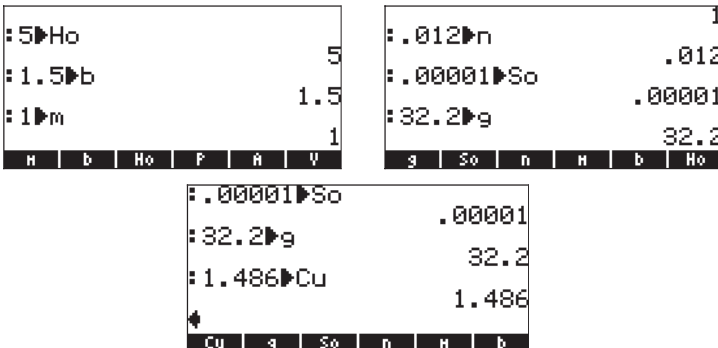 :5▶Ho
5
:1.5▶b
1.5
:1▶m
1
m b Ho P A V
1
:.012▶n
.012
:.00001▶So
.00001
:32.2▶g
32.2
g So n m b Ho
:.00001▶So
.00001
:32.2▶g
32.2
:1.486▶Cu
1.486
Cu g So n m b